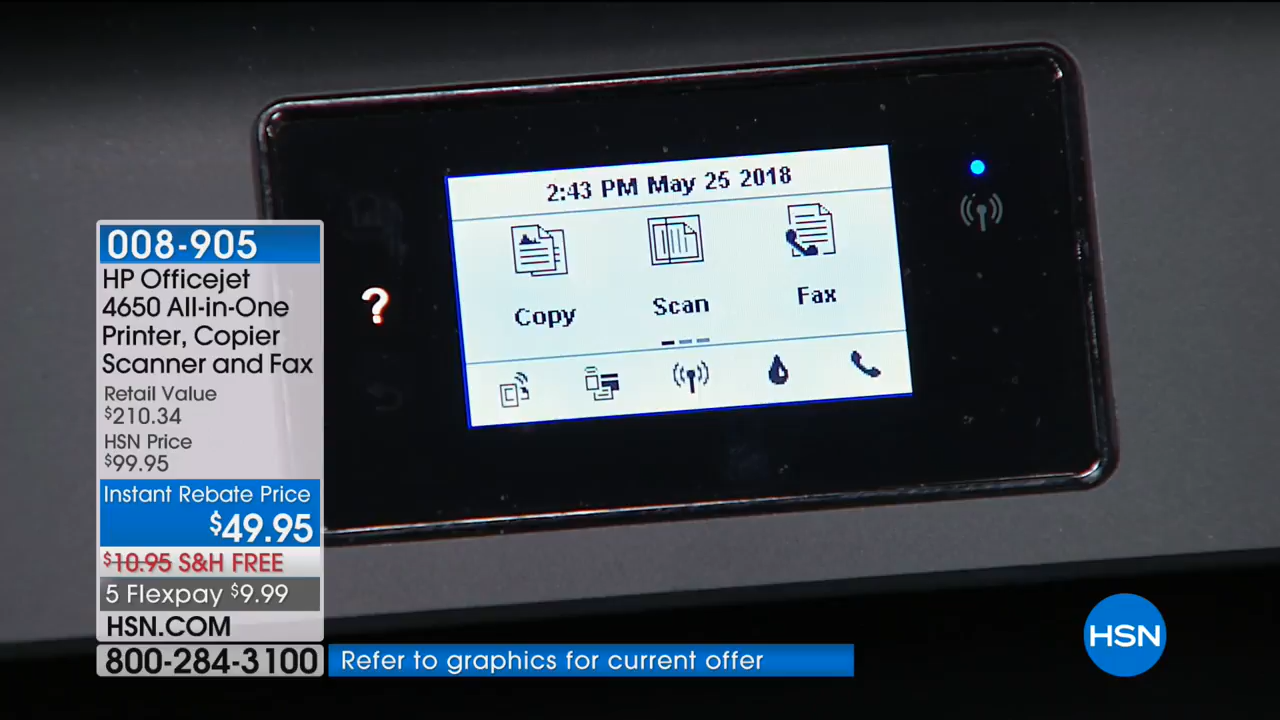 2:43 PM May 25 2018
Copy Scan Fax
?
008-905
HP Officejet
4650 All-in-One
Printer, Copier
Scanner and Fax
Retail Value
$210.34
HSN Price
$99.95
Instant Rebate Price
$49.95
$10.95 S&H FREE
5 Flexpay $9.99
HSN.COM
800-284-3100
Refer to graphics for current offer
HSN